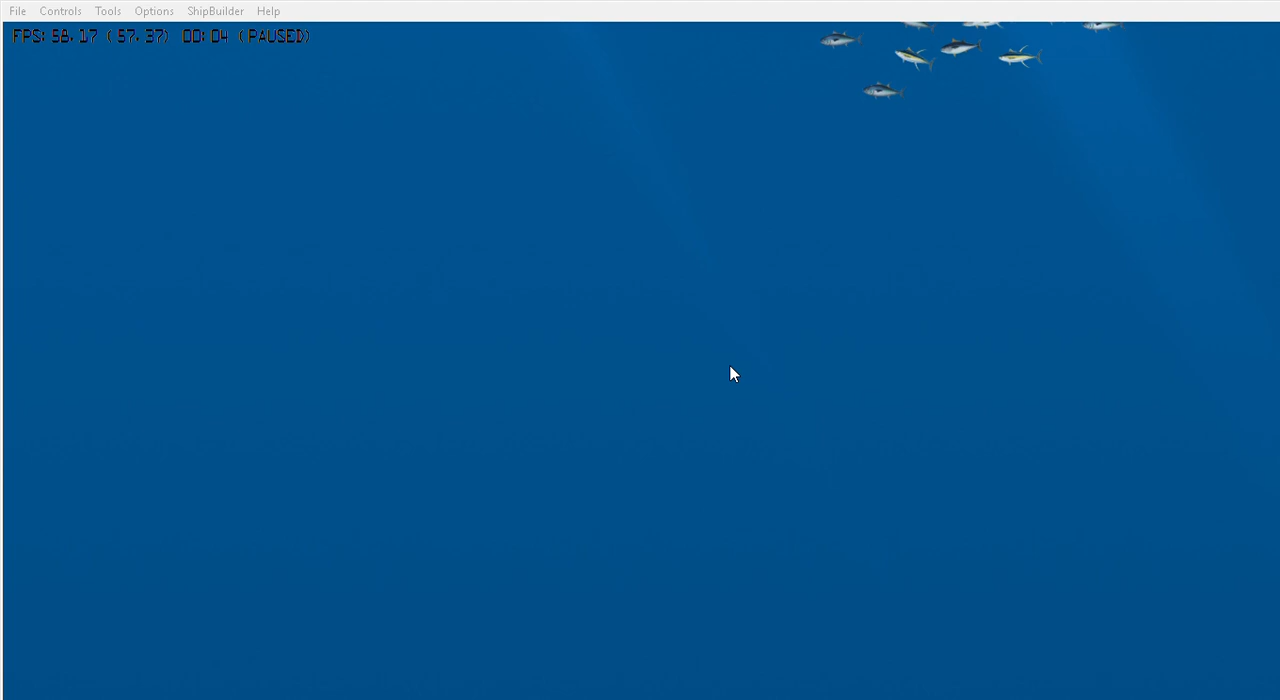 File Controls Tools Options ShipBuilder Help
FPS: 58.17 (57.37) 00:04 (PAUSED)